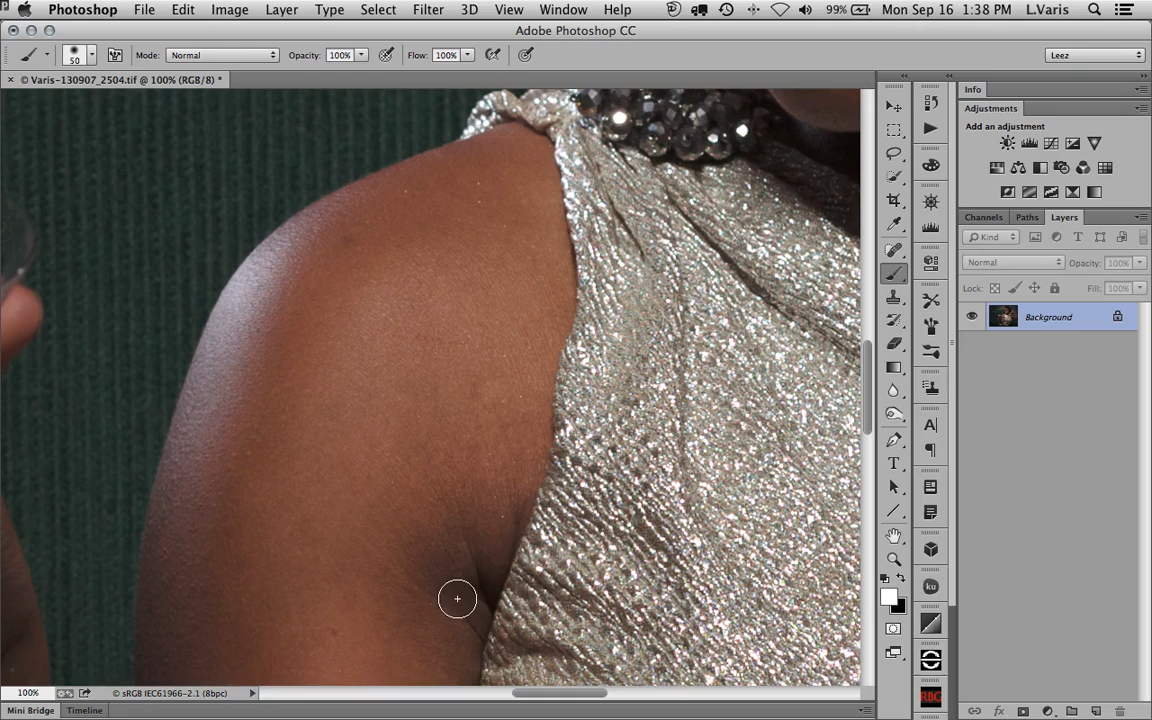 Photoshop File Edit Image Layer Type Select Filter 3D View Window Help 99% Mon Sep 16 1:38 PM L.Varis
Adobe Photoshop CC
50 Mode: Normal Opacity: 100% Flow: 100% Leez
× © Varis-130907_2504.tif @ 100% (RGB/8) *
Info
Adjustments
Add an adjustment
Channels Paths Layers
Kind
Normal Opacity: 100%
Lock: Fill: 100%
Background
ku
RBG
100% © sRGB IEC61966-2.1 (8bpc)
Mini Bridge Timeline